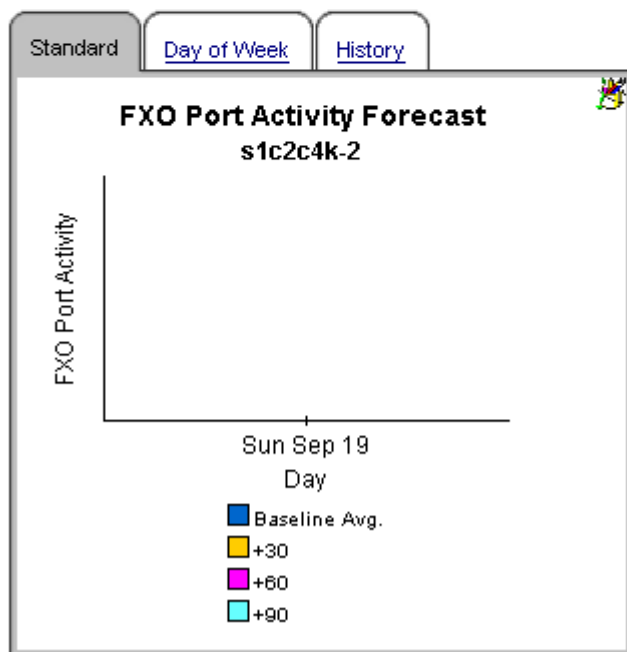 Standard
Day of Week
History
FXO Port Activity Forecast
s1c2c4k-2
FXO Port Activity
Sun Sep 19
Day
Baseline Avg.
+30
+60
+90